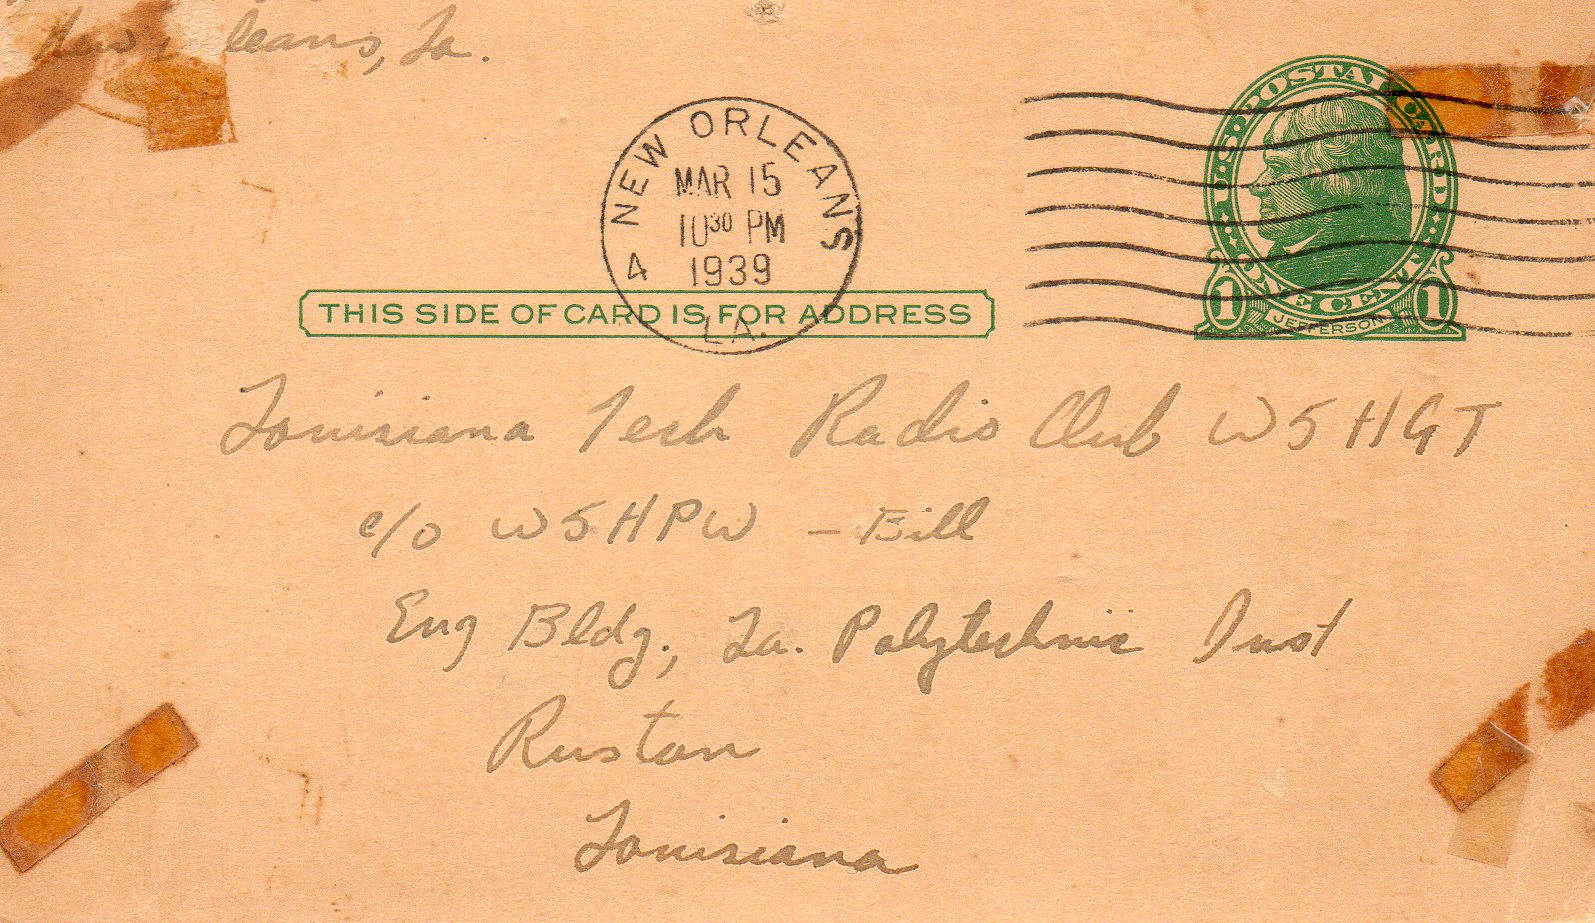 New Orleans, La.
U.S. POSTAL CARD
NEW ORLEANS
MAR 15
10 30 PM
1939
4
LA.
1 ONE CENT 1
JEFFERSON
THIS SIDE OF CARD IS FOR ADDRESS
Louisiana Tech Radio Club W5HGT
c/o W5HPW – Bill
Eng Bldg., La. Polytechnic Inst
Ruston
Louisiana